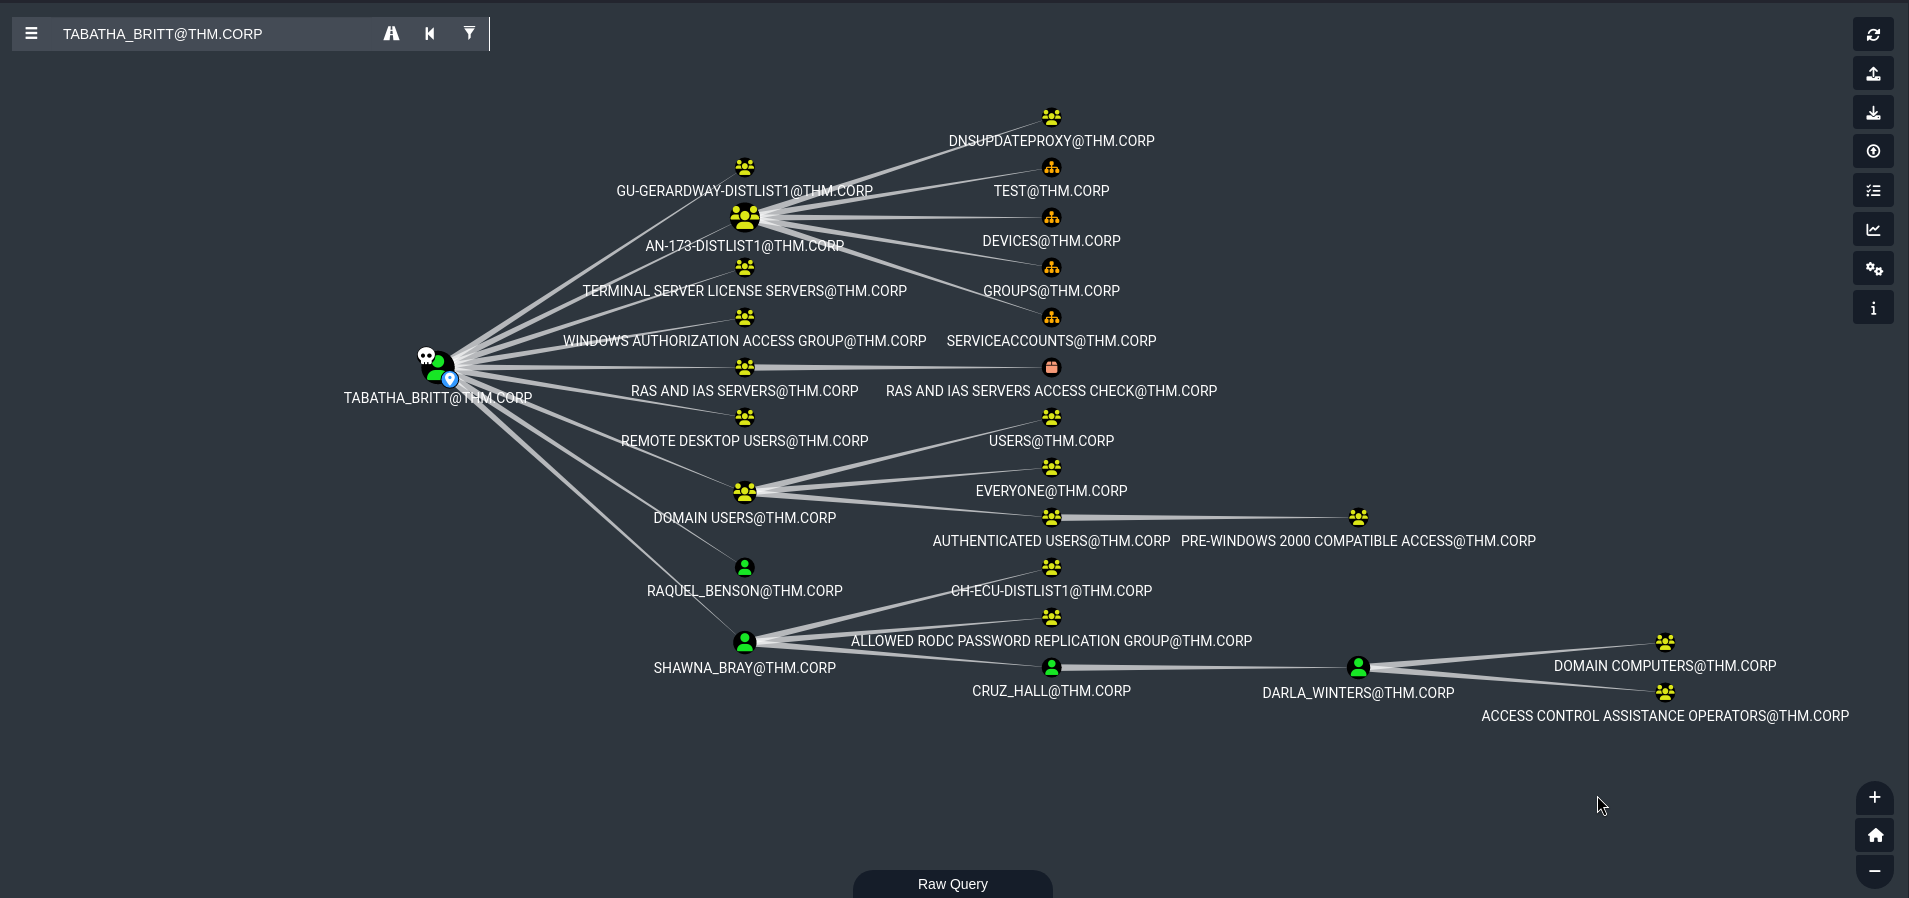 TABATHA_BRITT@THM.CORP
DNSUPDATEPROXY@THM.CORP
GU-GERARDWAY-DISTLIST1@THM.CORP
TEST@THM.CORP
AN-173-DISTLIST1@THM.CORP
DEVICES@THM.CORP
TERMINAL SERVER LICENSE SERVERS@THM.CORP
GROUPS@THM.CORP
WINDOWS AUTHORIZATION ACCESS GROUP@THM.CORP
SERVICEACCOUNTS@THM.CORP
TABATHA_BRITT@THM.CORP
RAS AND IAS SERVERS@THM.CORP
RAS AND IAS SERVERS ACCESS CHECK@THM.CORP
REMOTE DESKTOP USERS@THM.CORP
USERS@THM.CORP
EVERYONE@THM.CORP
DOMAIN USERS@THM.CORP
AUTHENTICATED USERS@THM.CORP
PRE-WINDOWS 2000 COMPATIBLE ACCESS@THM.CORP
RAQUEL_BENSON@THM.CORP
CH-ECU-DISTLIST1@THM.CORP
ALLOWED RODC PASSWORD REPLICATION GROUP@THM.CORP
SHAWNA_BRAY@THM.CORP
DOMAIN COMPUTERS@THM.CORP
CRUZ_HALL@THM.CORP
DARLA_WINTERS@THM.CORP
ACCESS CONTROL ASSISTANCE OPERATORS@THM.CORP
Raw Query